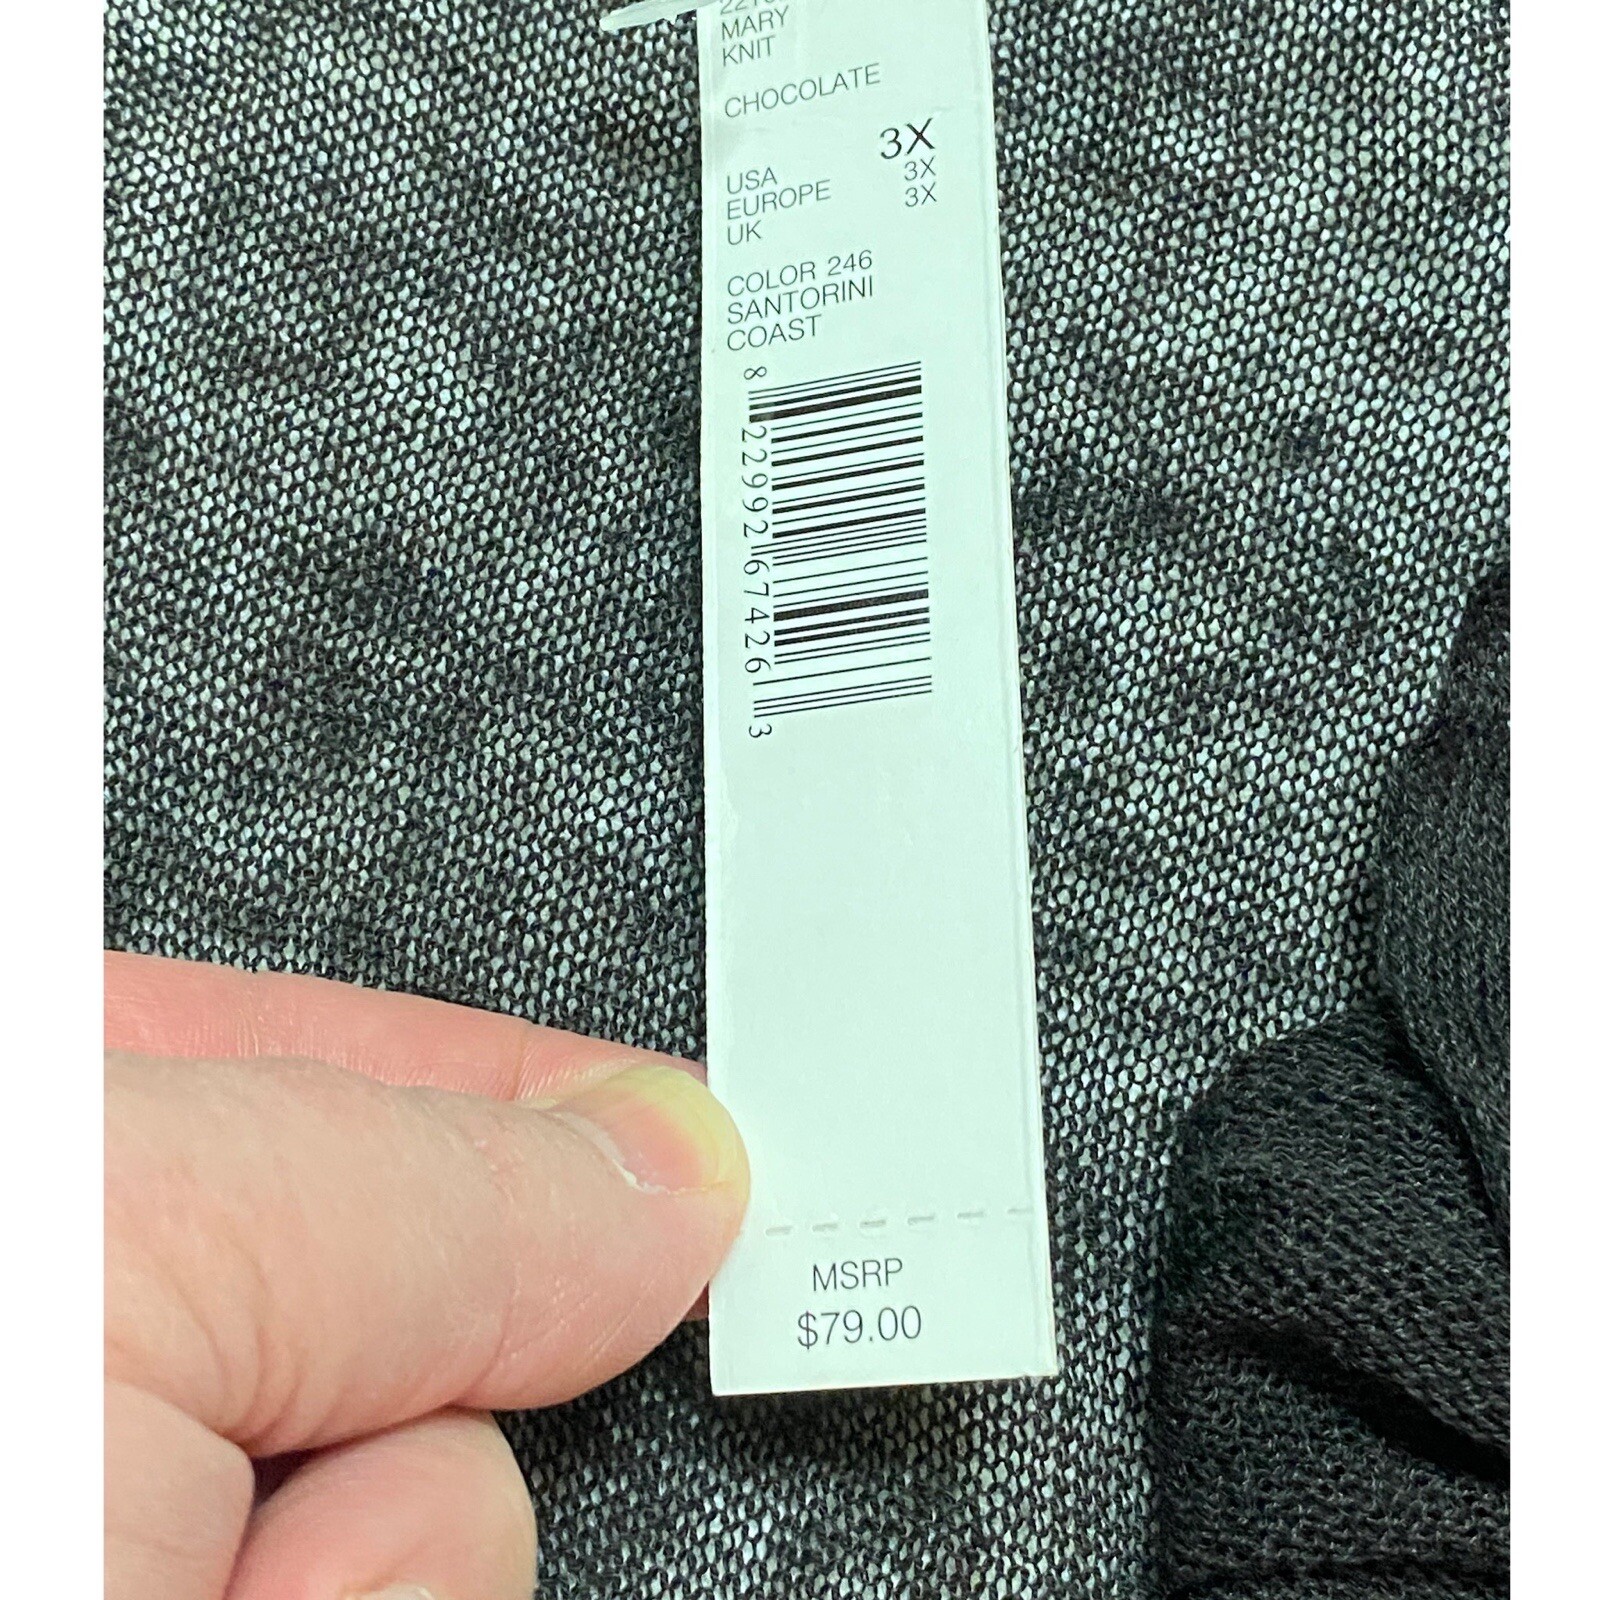 MARY
KNIT
CHOCOLATE
3X
USA 3X
EUROPE 3X
UK
COLOR 246
SANTORINI
COAST
8 22992 67426 3
MSRP
$79.00